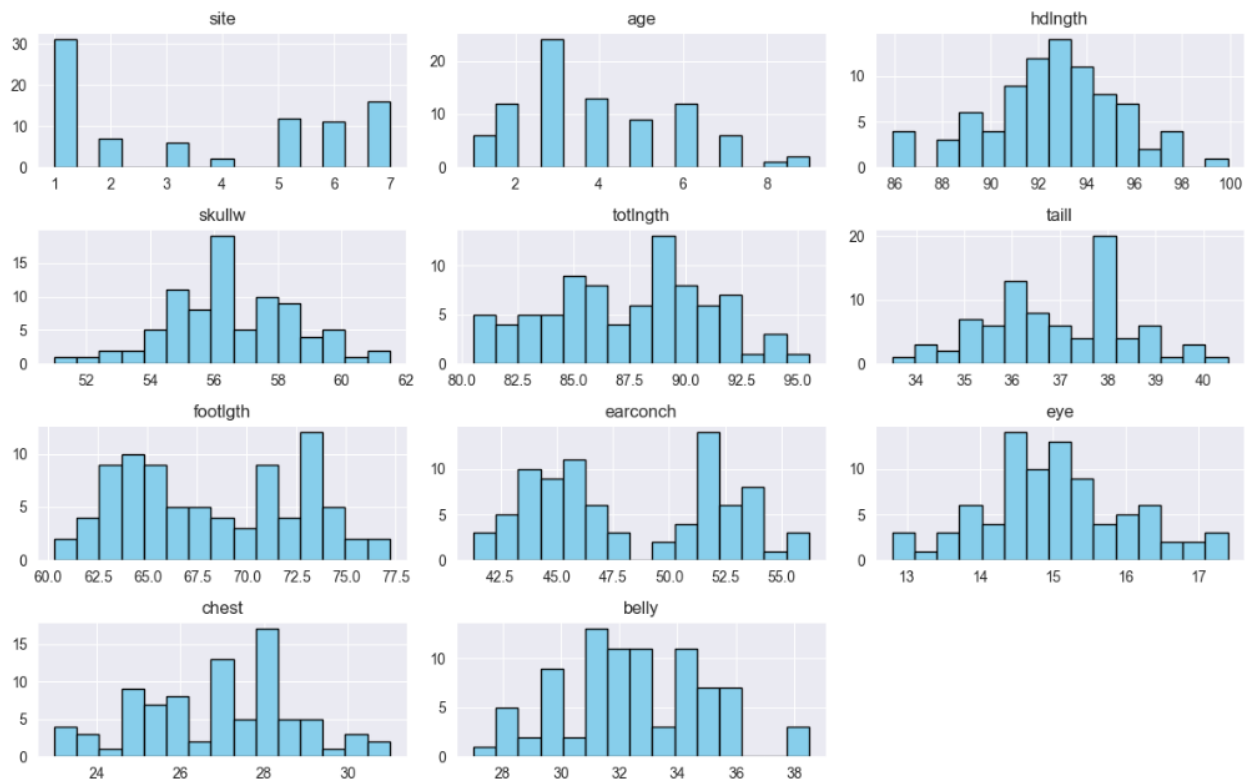 site age hdlngth
30
20
10
0
20
10
0
10
5
0
1 2 3 4 5 6 7
2 4 6 8
86 88 90 92 94 96 98 100
skullw totlngth taill
15
10
5
0
10
5
0
20
10
0
52 54 56 58 60 62
80.0 82.5 85.0 87.5 90.0 92.5 95.0
34 35 36 37 38 39 40
footlgth earconch eye
10
5
0
10
5
0
10
5
0
60.0 62.5 65.0 67.5 70.0 72.5 75.0 77.5
42.5 45.0 47.5 50.0 52.5 55.0
13 14 15 16 17
chest belly
15
10
5
0
10
5
0
24 26 28 30
28 30 32 34 36 38